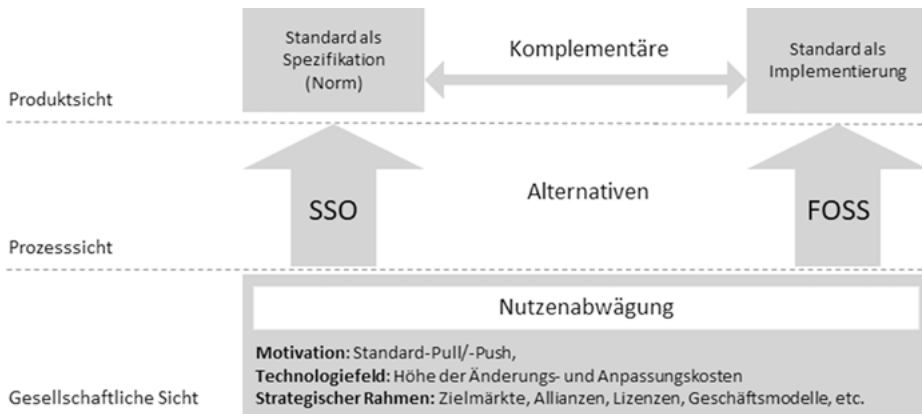 Standard als
Spezifikation
(Norm)
Komplementäre
Standard als
Implementierung
Produktsicht
SSO
Alternativen
FOSS
Prozesssicht
Nutzenabwägung
Motivation: Standard-Pull/-Push,
Technologiefeld: Höhe der Änderungs- und Anpassungskosten
Strategischer Rahmen: Zielmärkte, Allianzen, Lizenzen, Geschäftsmodelle, etc.
Gesellschaftliche Sicht